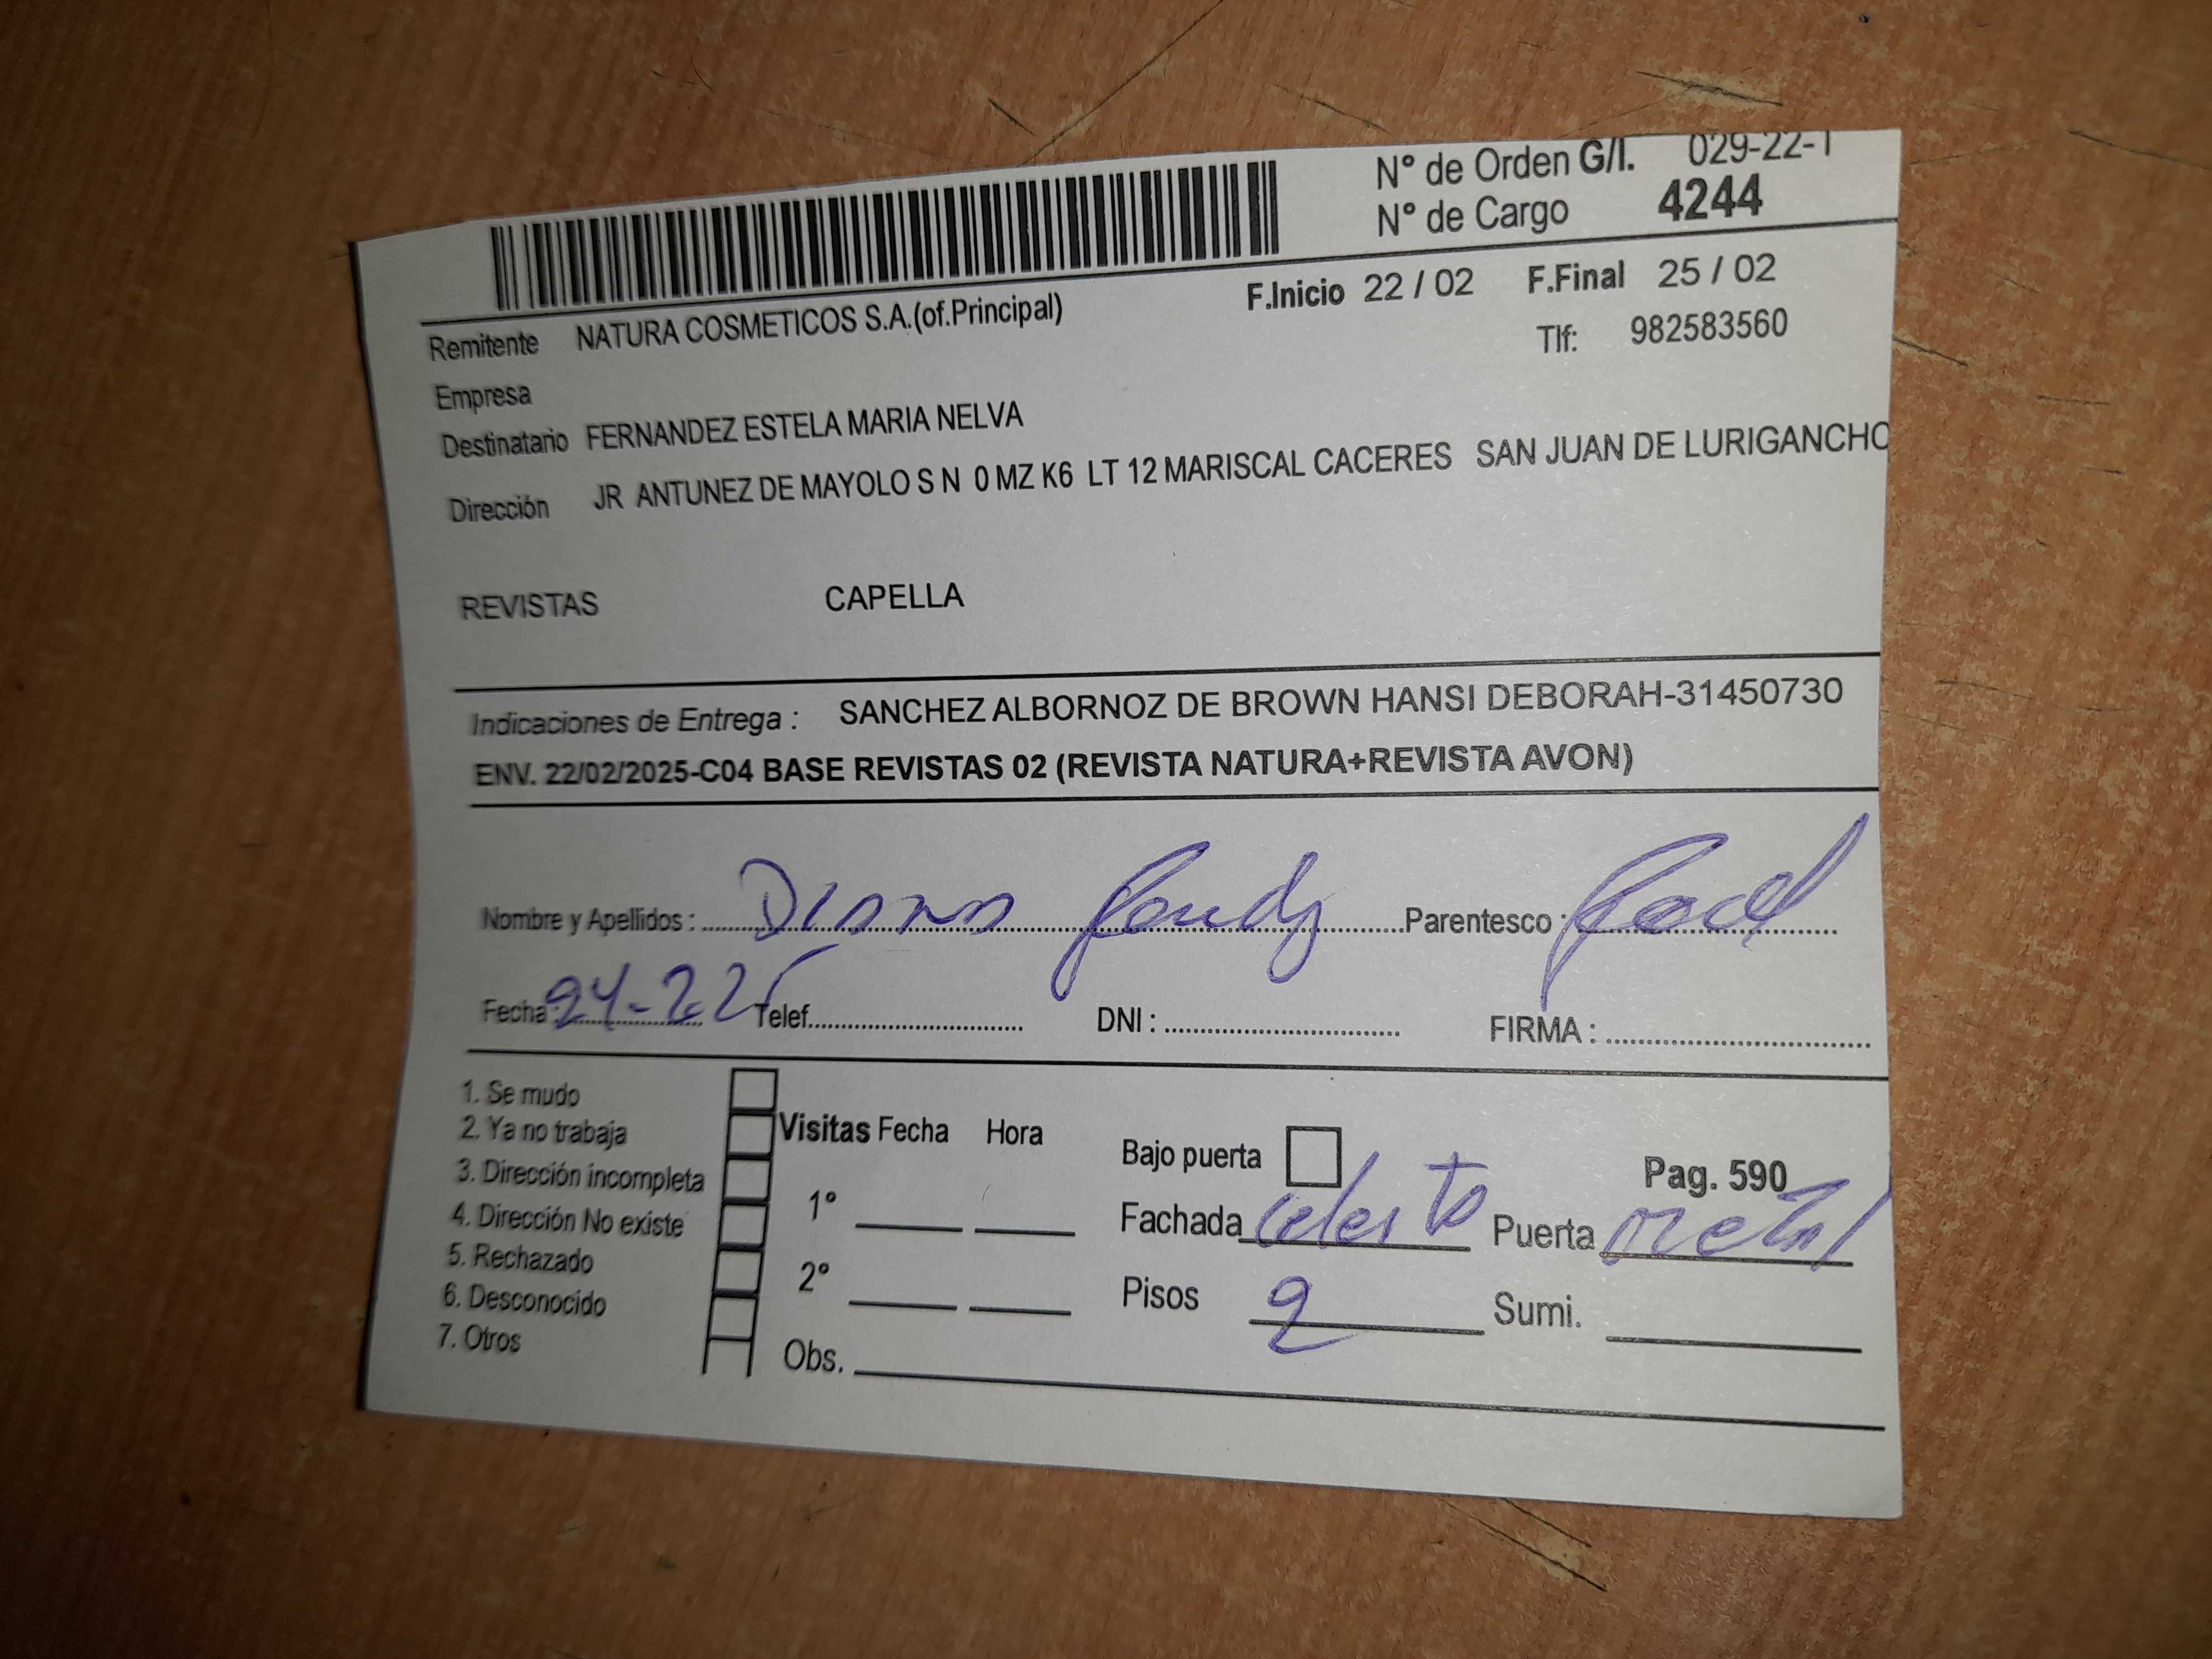 N° de Orden G/I. 029-22-1
N° de Cargo 4244
F.Inicio 22 / 02 F.Final 25 / 02
Remitente NATURA COSMETICOS S.A.(of.Principal)
Tlf: 982583560
Empresa
Destinatario FERNANDEZ ESTELA MARIA NELVA
Dirección JR ANTUNEZ DE MAYOLO S N 0 MZ K6 LT 12 MARISCAL CACERES SAN JUAN DE LURIGANCHO
REVISTAS CAPELLA
Indicaciones de Entrega : SANCHEZ ALBORNOZ DE BROWN HANSI DEBORAH-31450730
ENV. 22/02/2025-C04 BASE REVISTAS 02 (REVISTA NATURA+REVISTA AVON)
Nombre y Apellidos : Diana Parentesco :
Fecha Telef. DNI : FIRMA :
1. Se mudo
2. Ya no trabaja
3. Dirección incompleta
4. Dirección No existe
5. Rechazado
6. Desconocido
7. Otros
Visitas Fecha Hora
1°
2°
Obs.
Bajo puerta
Pag. 590
Fachada celeste Puerta metal
Pisos 2 Sumi.